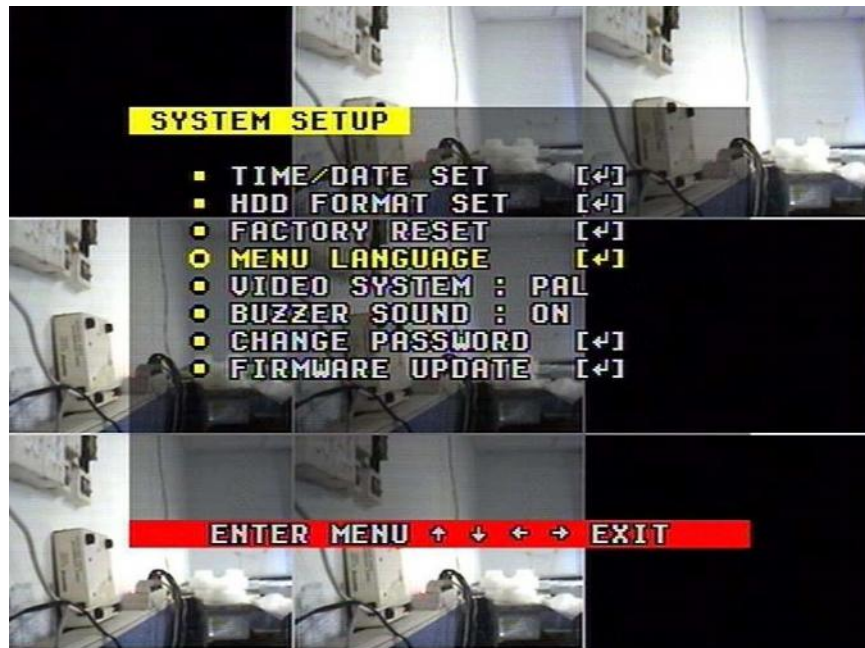 SYSTEM SETUP
TIME/DATE SET [↵]
HDD FORMAT SET [↵]
FACTORY RESET [↵]
MENU LANGUAGE [↵]
VIDEO SYSTEM : PAL
BUZZER SOUND : ON
CHANGE PASSWORD [↵]
FIRMWARE UPDATE [↵]
ENTER MENU ↑ ↓ ← → EXIT